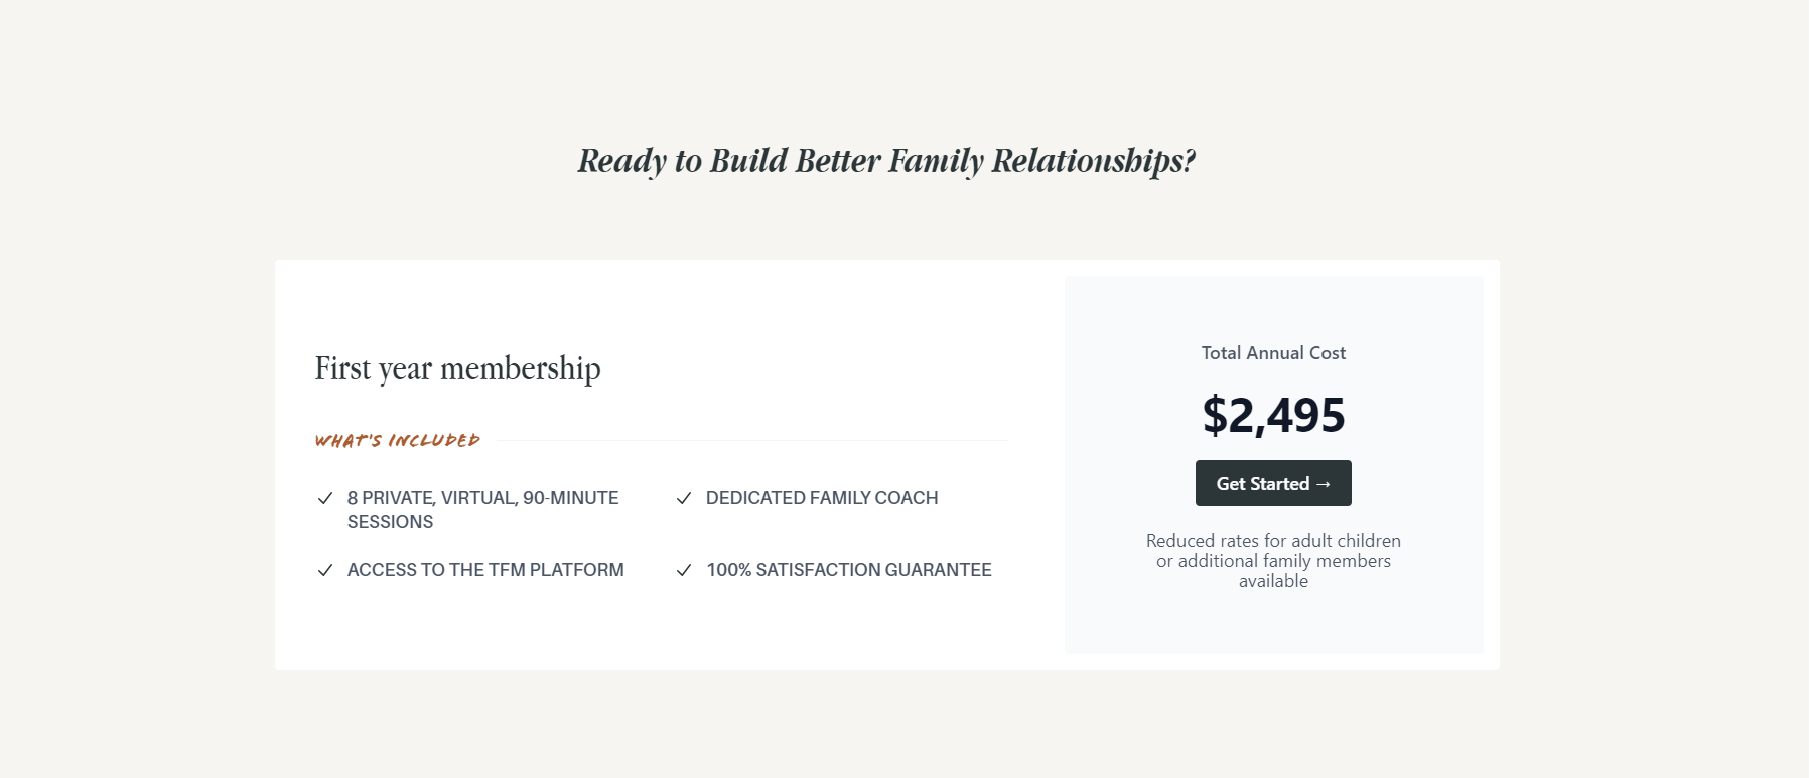 Ready to Build Better Family Relationships?
First year membership
WHAT'S INCLUDED
8 PRIVATE, VIRTUAL, 90-MINUTE
SESSIONS
DEDICATED FAMILY COACH
ACCESS TO THE TFM PLATFORM
100% SATISFACTION GUARANTEE
Total Annual Cost
$2,495
Get Started →
Reduced rates for adult children
or additional family members
available